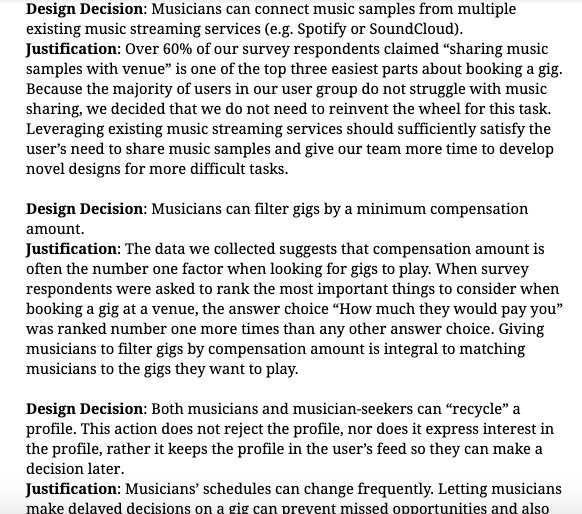 Design Decision: Musicians can connect music samples from multiple
existing music streaming services (e.g. Spotify or SoundCloud).
Justification: Over 60% of our survey respondents claimed “sharing music
samples with venue” is one of the top three easiest parts about booking a gig.
Because the majority of users in our user group do not struggle with music
sharing, we decided that we do not need to reinvent the wheel for this task.
Leveraging existing music streaming services should sufficiently satisfy the
user’s need to share music samples and give our team more time to develop
novel designs for more difficult tasks.
Design Decision: Musicians can filter gigs by a minimum compensation
amount.
Justification: The data we collected suggests that compensation amount is
often the number one factor when looking for gigs to play. When survey
respondents were asked to rank the most important things to consider when
booking a gig at a venue, the answer choice “How much they would pay you”
was ranked number one more times than any other answer choice. Giving
musicians to filter gigs by compensation amount is integral to matching
musicians to the gigs they want to play.
Design Decision: Both musicians and musician-seekers can “recycle” a
profile. This action does not reject the profile, nor does it express interest in
the profile, rather it keeps the profile in the user’s feed so they can make a
decision later.
Justification: Musicians’ schedules can change frequently. Letting musicians
make delayed decisions on a gig can prevent missed opportunities and also